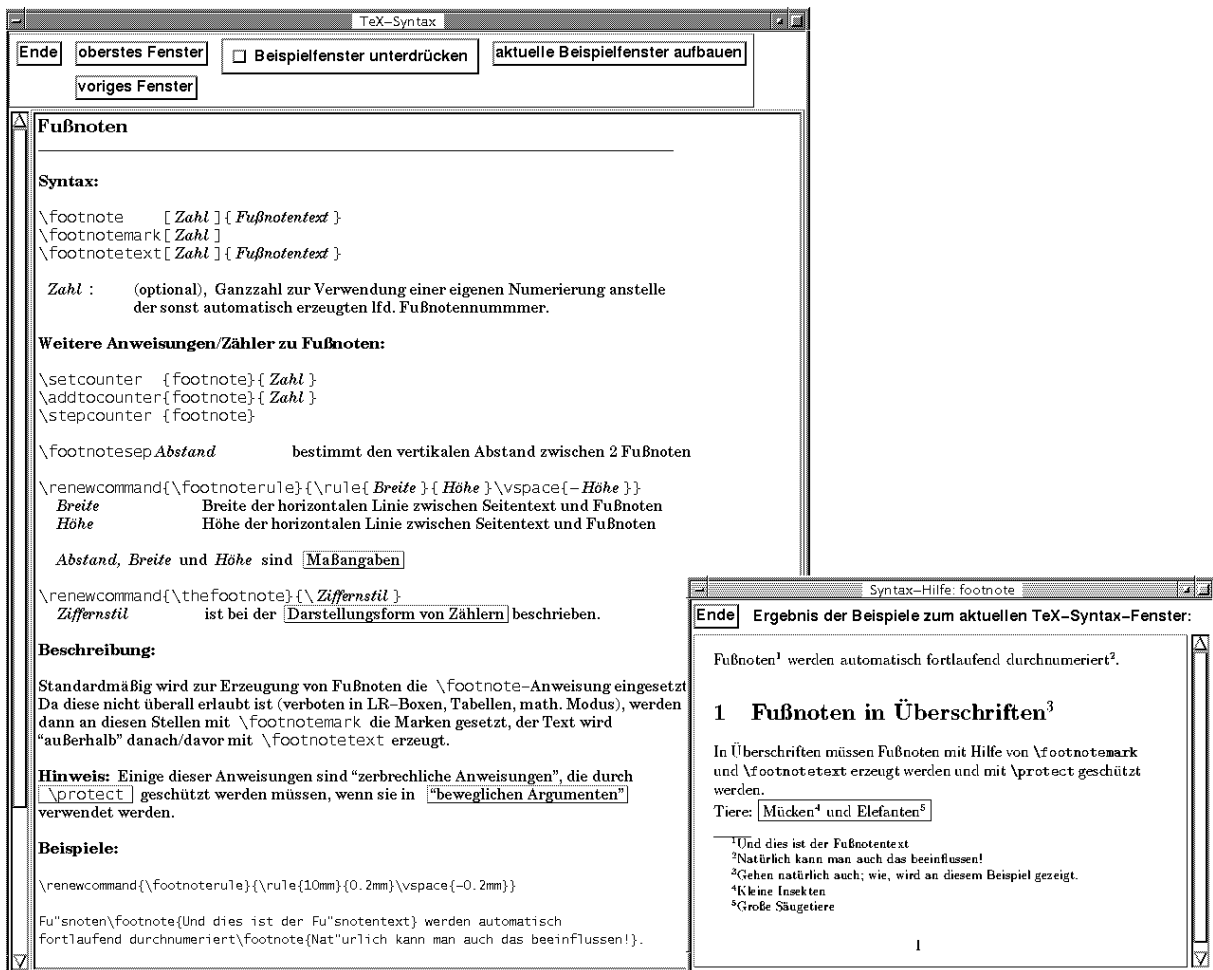 TeX–Syntax
Ende oberstes Fenster Beispielfenster unterdrücken aktuelle Beispielfenster aufbauen
voriges Fenster
Fußnoten
Syntax:
\footnote [ Zahl ]{ Fußnotentext }
\footnotemark[ Zahl ]
\footnotetext[ Zahl ]{ Fußnotentext }
Zahl : (optional), Ganzzahl zur Verwendung einer eigenen Numerierung anstelle
der sonst automatisch erzeugten lfd. Fußnotennummmer.
Weitere Anweisungen/Zähler zu Fußnoten:
\setcounter {footnote}{ Zahl }
\addtocounter{footnote}{ Zahl }
\stepcounter {footnote}
\footnotesep Abstand bestimmt den vertikalen Abstand zwischen 2 Fußnoten
\renewcommand{\footnoterule}{\rule{ Breite }{ Höhe }\vspace{–Höhe }}
Breite Breite der horizontalen Linie zwischen Seitentext und Fußnoten
Höhe Höhe der horizontalen Linie zwischen Seitentext und Fußnoten
Abstand, Breite und Höhe sind Maßangaben
\renewcommand{\thefootnote}{\ Ziffernstil }
Ziffernstil ist bei der Darstellungsform von Zählern beschrieben.
Beschreibung:
Standardmäßig wird zur Erzeugung von Fußnoten die \footnote–Anweisung eingesetzt
Da diese nicht überall erlaubt ist (verboten in LR–Boxen, Tabellen, math. Modus), werden
dann an diesen Stellen mit \footnotemark die Marken gesetzt, der Text wird
“außerhalb” danach/davor mit \footnotetext erzeugt.
Hinweis: Einige dieser Anweisungen sind “zerbrechliche Anweisungen”, die durch
\protect geschützt werden müssen, wenn sie in “beweglichen Argumenten”
verwendet werden.
Beispiele:
\renewcommand{\footnoterule}{\rule{10mm}{0.2mm}\vspace{–0.2mm}}
Fu"snoten\footnote{Und dies ist der Fu"snotentext} werden automatisch
fortlaufend durchnumeriert\footnote{Nat"urlich kann man auch das beeinflussen!}.
Syntax–Hilfe: footnote
Ende Ergebnis der Beispiele zum aktuellen TeX–Syntax–Fenster:
Fußnoten¹ werden automatisch fortlaufend durchnumeriert².
1 Fußnoten in Überschriften³
In Überschriften müssen Fußnoten mit Hilfe von \footnotemark
und \footnotetext erzeugt werden und mit \protect geschützt
werden.
Tiere: Mücken⁴ und Elefanten⁵
¹Und dies ist der Fußnotentext
²Natürlich kann man auch das beeinflussen!
³Gehen natürlich auch; wie, wird an diesem Beispiel gezeigt.
⁴Kleine Insekten
⁵Große Säugetiere
1